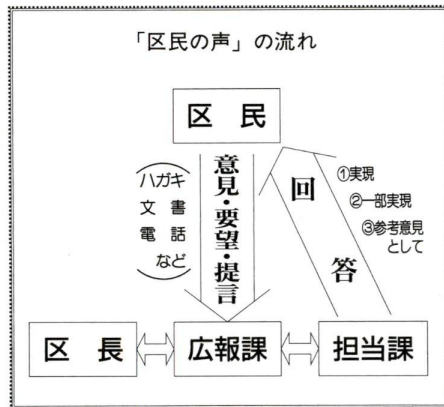 「区民の声」の流れ
区 民
ハガキ
文 書
電 話
など
意見・要望・提言
回答
①実現
②一部実現
③参考意見
として
区 長
広報課
担当課